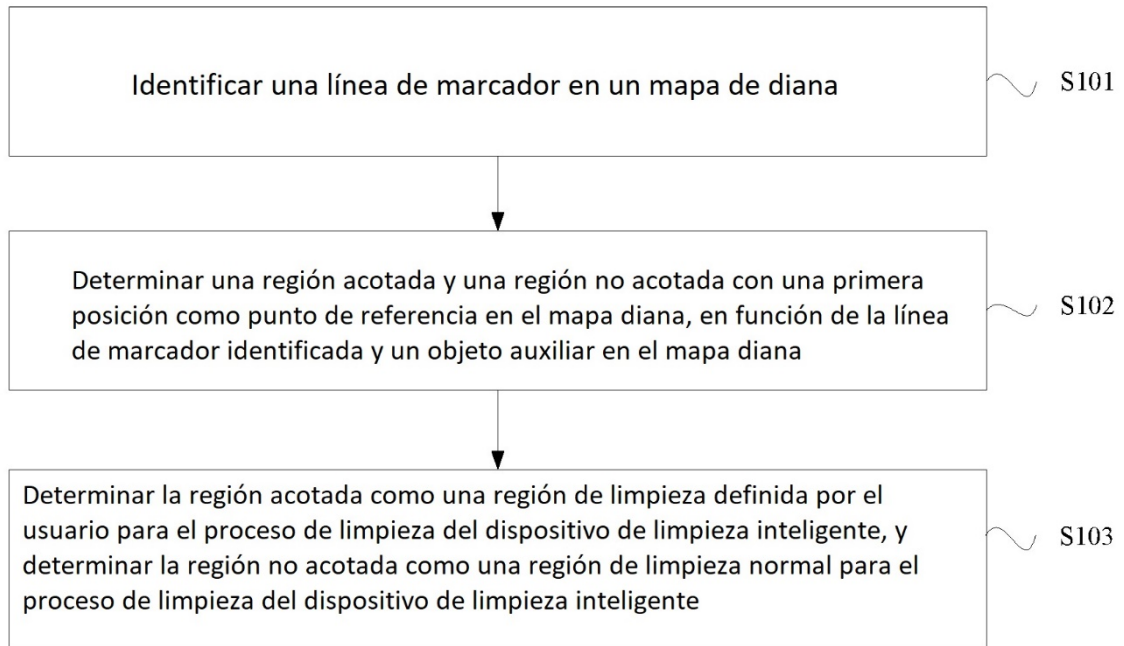 Identificar una línea de marcador en un mapa de diana
S101
Determinar una región acotada y una región no acotada con una primera
posición como punto de referencia en el mapa diana, en función de la línea
de marcador identificada y un objeto auxiliar en el mapa diana
S102
Determinar la región acotada como una región de limpieza definida por el
usuario para el proceso de limpieza del dispositivo de limpieza inteligente, y
determinar la región no acotada como una región de limpieza normal para el
proceso de limpieza del dispositivo de limpieza inteligente
S103